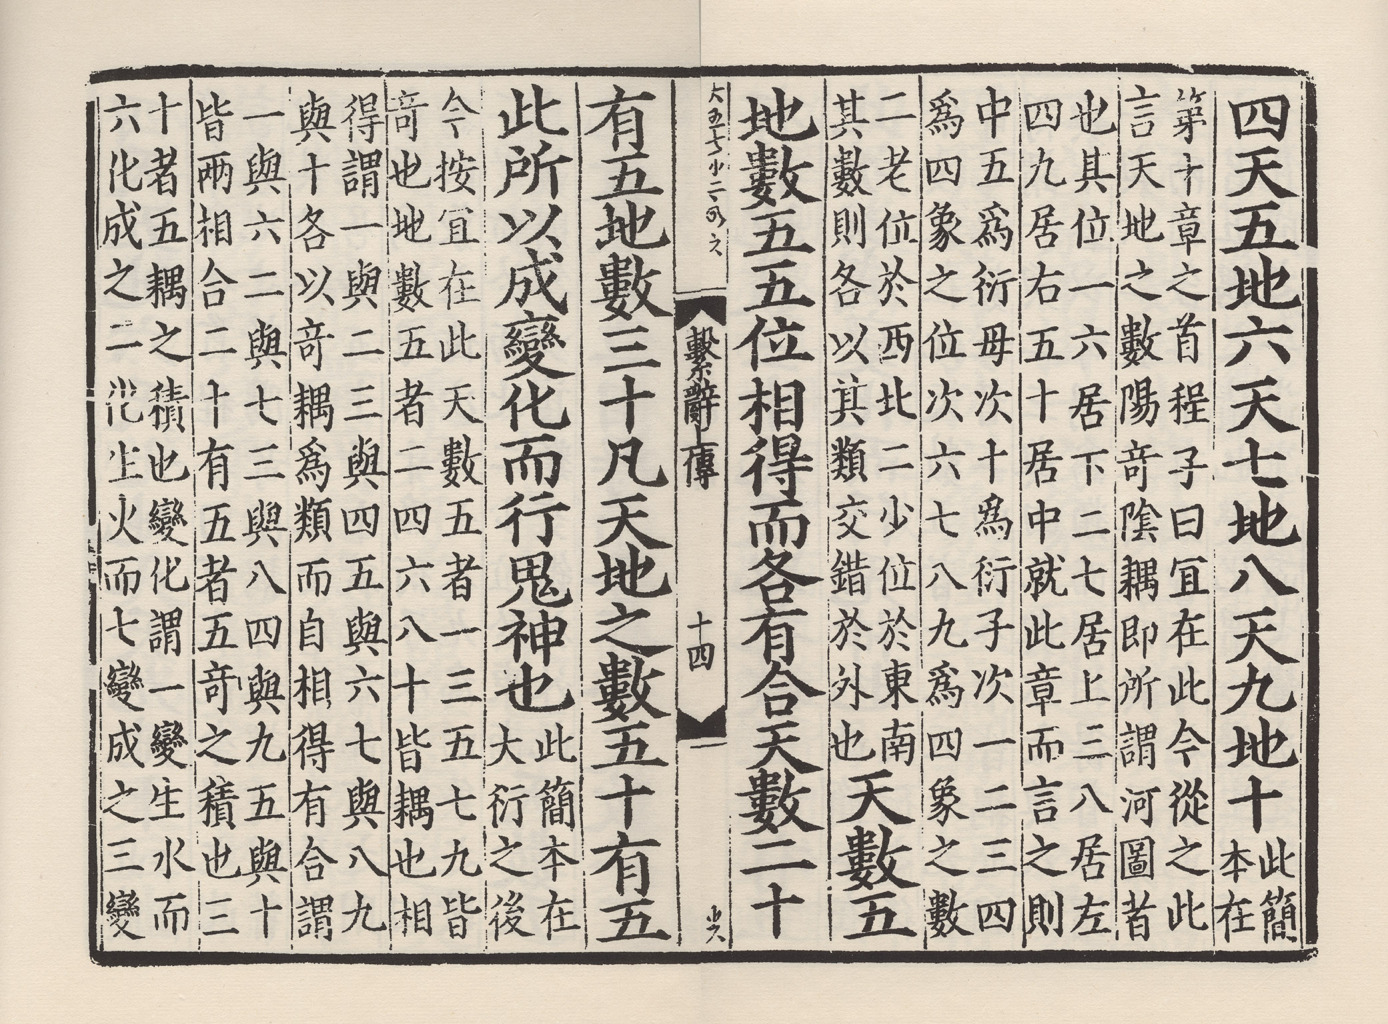 四天五地六天七地八天九地十此簡
本在
第十章之首程子曰冝在此今從之此
言天地之數陽竒隂耦即所謂河圖者
也其位一六居下二七居上三八居左
四九居右五十居中就此章而言之則
中五爲衍母次十爲衍子次一二三四
爲四象之位次六七八九爲四象之數
二老位於西北二少位於東南
其數則各以其類交錯於外也
天數五
地數五五位相得而各有合天數二十
大五七小二
繫辭上傳
十四
有五地數三十凡天地之數五十有五
此所以成變化而行鬼神也此簡本在
大衍之後
今按冝在此天數五者一三五七九皆
竒也地數五者二四六八十皆耦也相
得謂一與二三與四五與六七與八九
與十各以竒耦爲類而自相得有合謂
一與六二與七三與八四與九五與十
皆兩相合二十有五者五竒之積也三
十者五耦之積也變化謂一變生水而
六化成之二化生火而七變成之三變